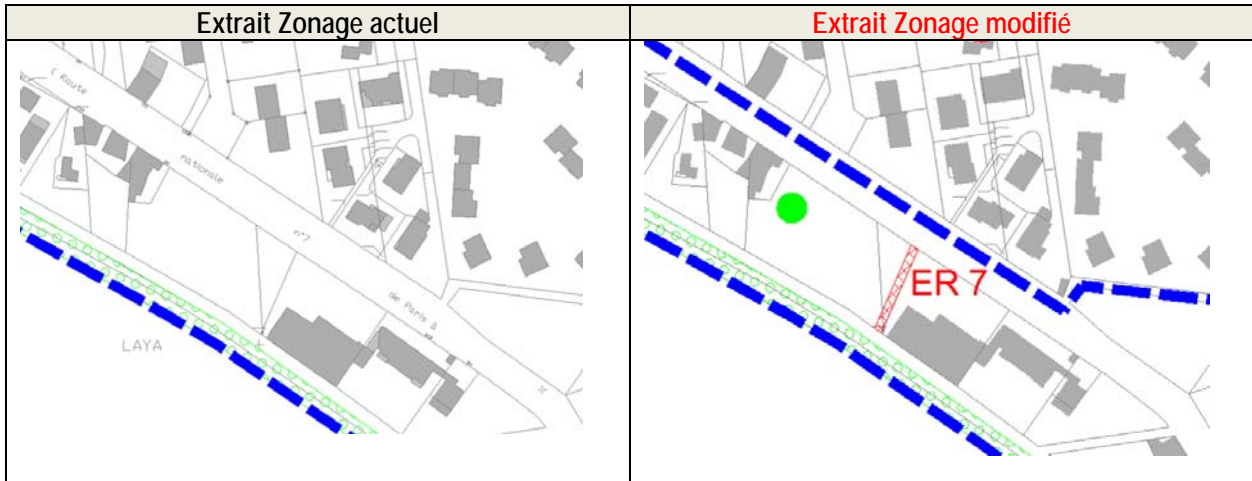 Extrait Zonage actuel
Extrait Zonage modifié
( Route
nationale
n°7
de Paris à
LAYA
ER 7